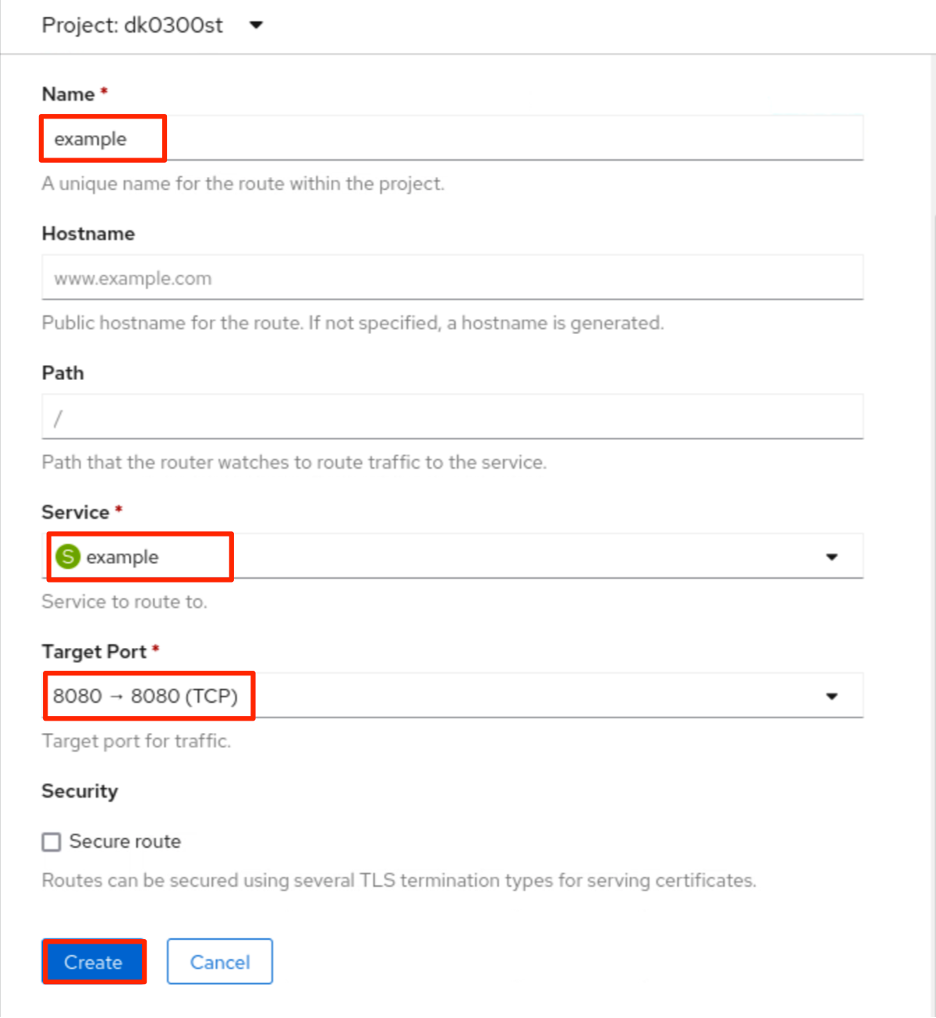 Project: dk0300st
Name *
example
A unique name for the route within the project.
Hostname
www.example.com
Public hostname for the route. If not specified, a hostname is generated.
Path
/
Path that the router watches to route traffic to the service.
Service *
S example
Service to route to.
Target Port *
8080 → 8080 (TCP)
Target port for traffic.
Security
Secure route
Routes can be secured using several TLS termination types for serving certificates.
Create Cancel